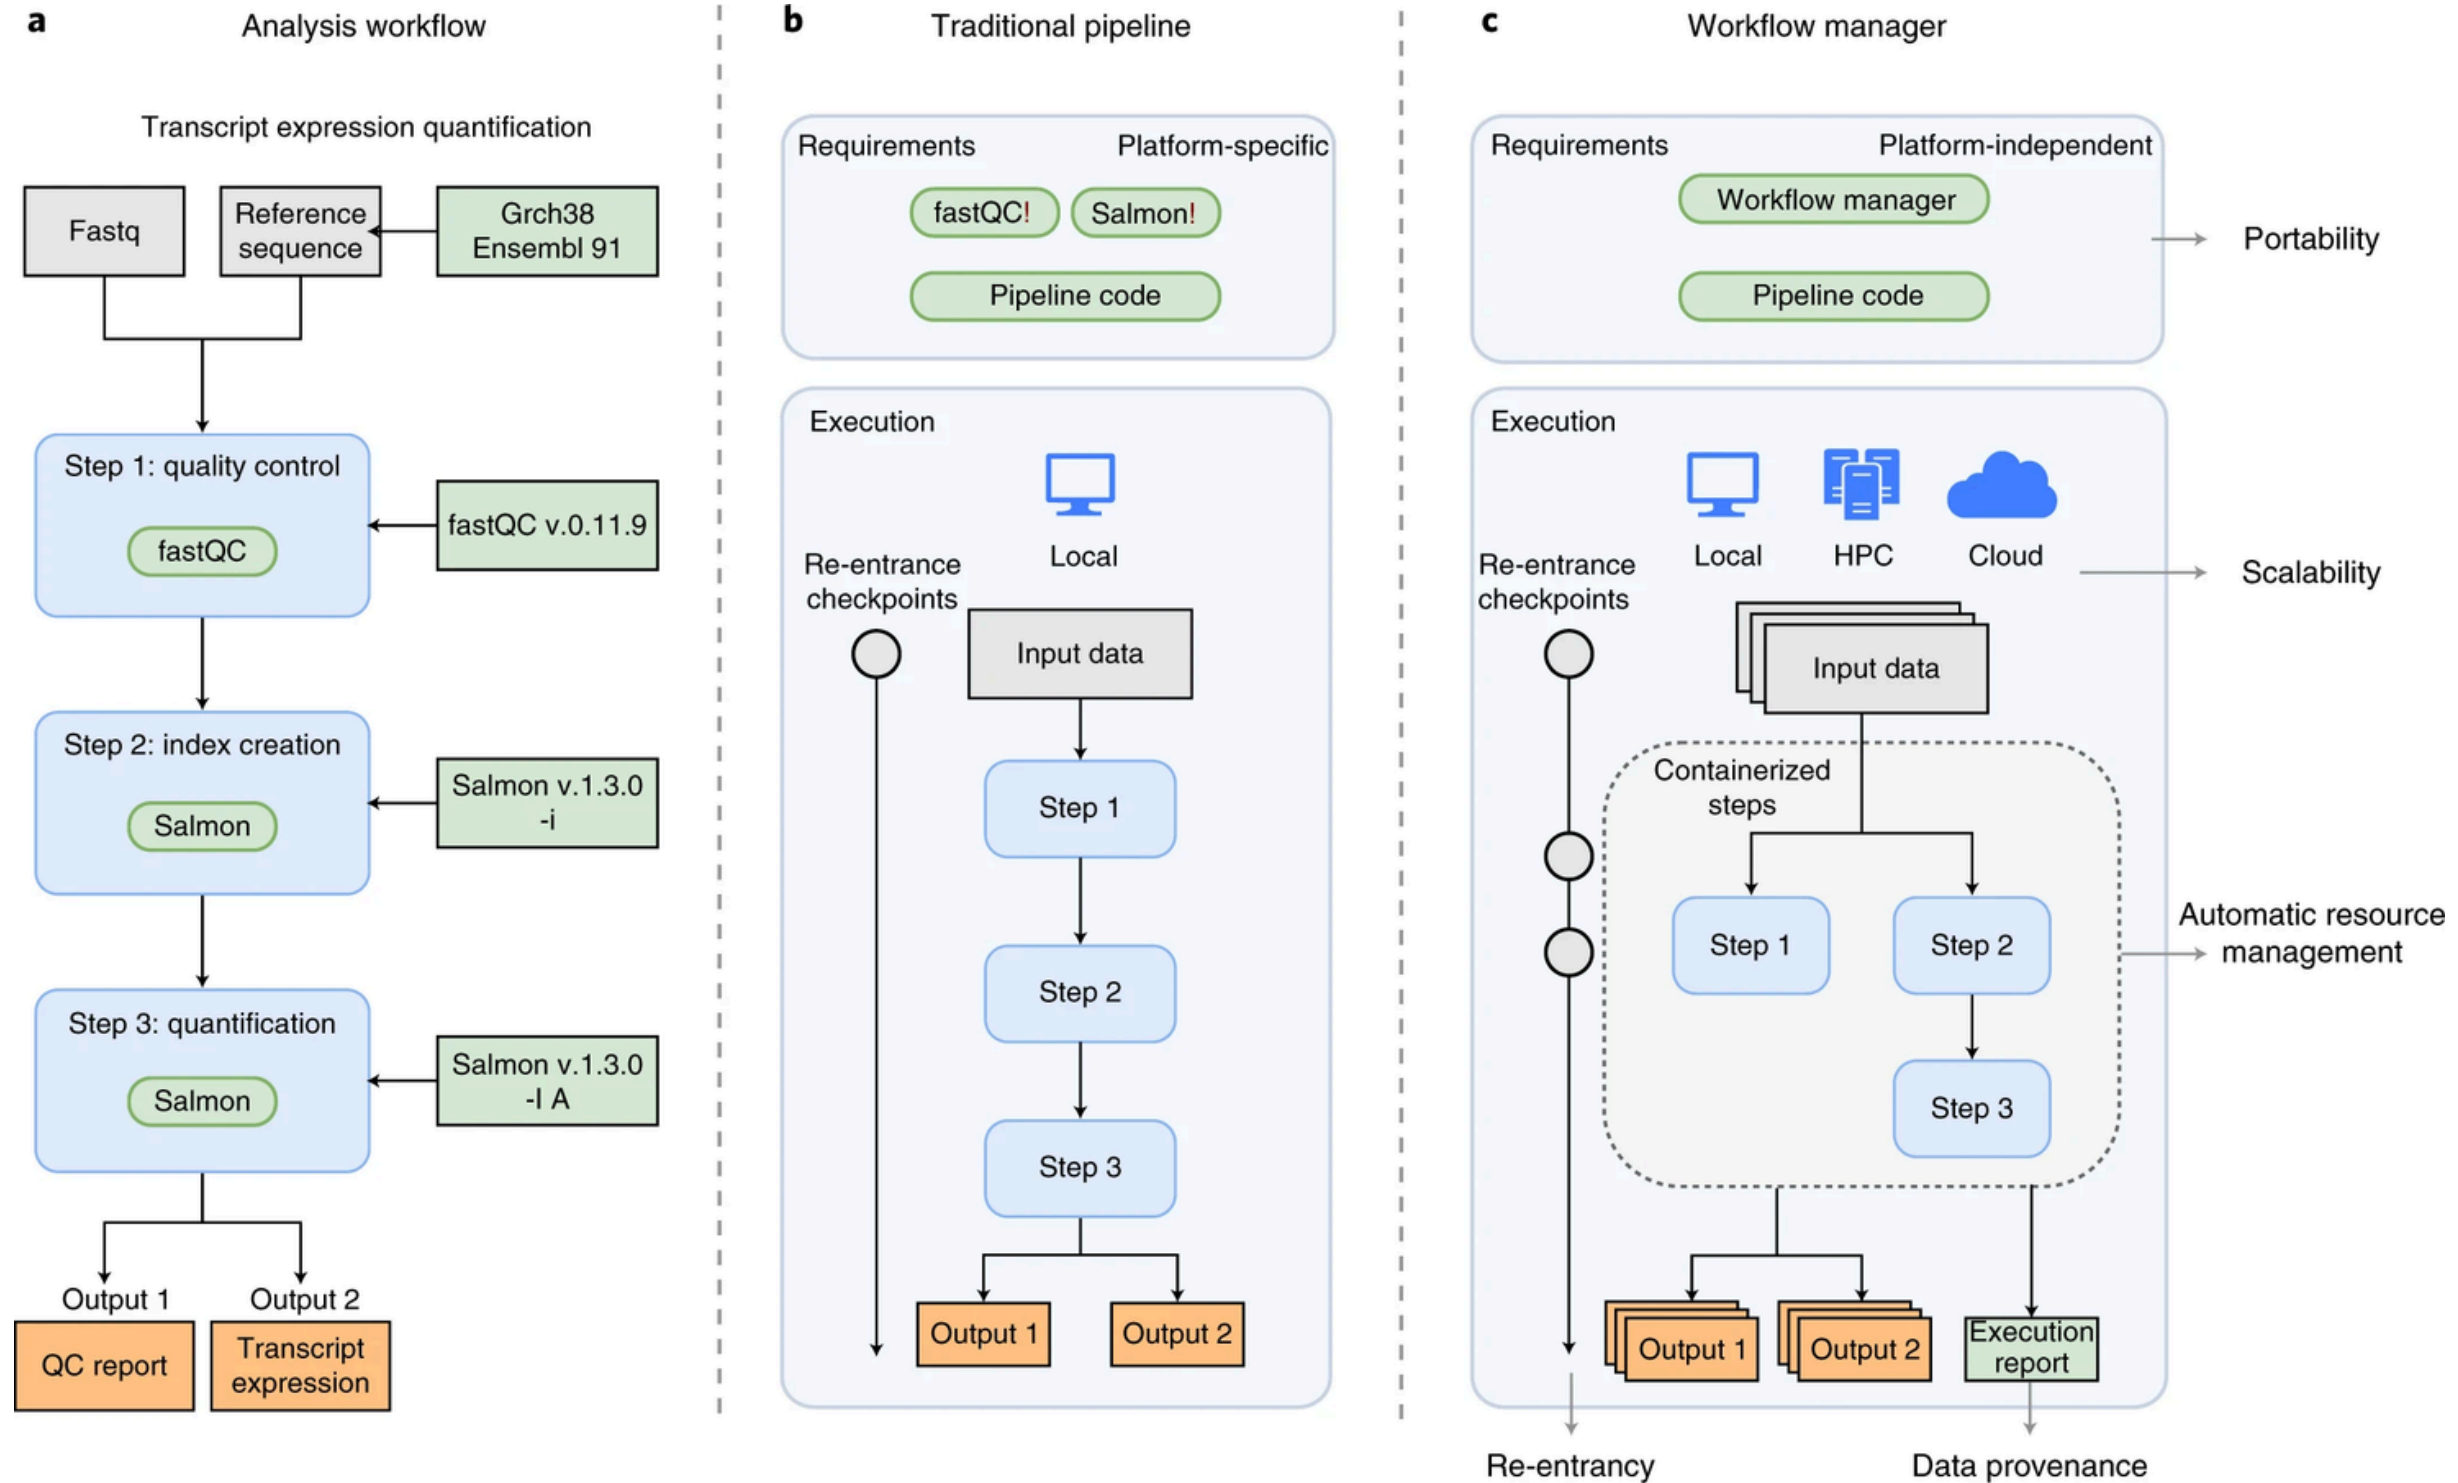 a
Analysis workflow
Transcript expression quantification
Fastq
Reference
sequence
Grch38
Ensembl 91
Step 1: quality control
fastQC
fastQC v.0.11.9
Step 2: index creation
Salmon
Salmon v.1.3.0
-i
Step 3: quantification
Salmon
Salmon v.1.3.0
-l A
Output 1
QC report
Output 2
Transcript
expression
b
Traditional pipeline
Requirements
Platform-specific
fastQC!
Salmon!
Pipeline code
Execution
Local
Re-entrance
checkpoints
Input data
Step 1
Step 2
Step 3
Output 1
Output 2
c
Workflow manager
Requirements
Platform-independent
Workflow manager
Pipeline code
Portability
Execution
Local
HPC
Cloud
Scalability
Re-entrance
checkpoints
Input data
Containerized
steps
Step 1
Step 2
Step 3
Automatic resource
management
Output 1
Output 2
Execution
report
Re-entrancy
Data provenance